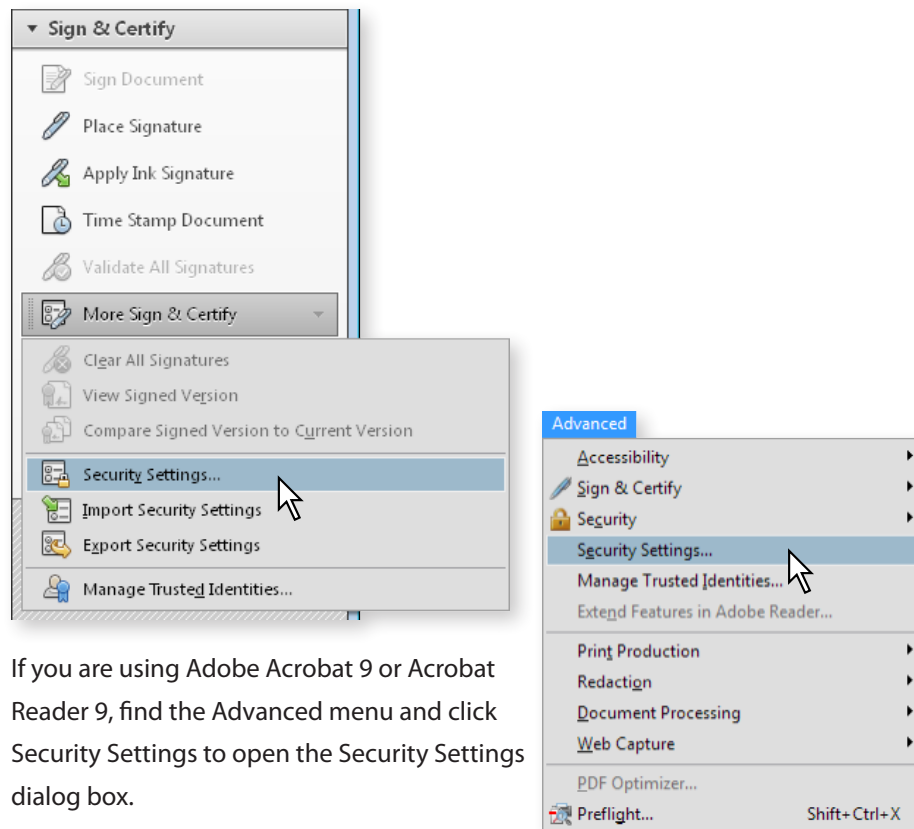 Sign & Certify
Sign Document
Place Signature
Apply Ink Signature
Time Stamp Document
Validate All Signatures
More Sign & Certify
Clear All Signatures
View Signed Version
Compare Signed Version to Current Version
Security Settings...
Import Security Settings
Export Security Settings
Manage Trusted Identities...
If you are using Adobe Acrobat 9 or Acrobat
Reader 9, find the Advanced menu and click
Security Settings to open the Security Settings
dialog box.
Advanced
Accessibility
Sign & Certify
Security
Security Settings...
Manage Trusted Identities...
Extend Features in Adobe Reader...
Print Production
Redaction
Document Processing
Web Capture
PDF Optimizer...
Preflight... Shift+Ctrl+X